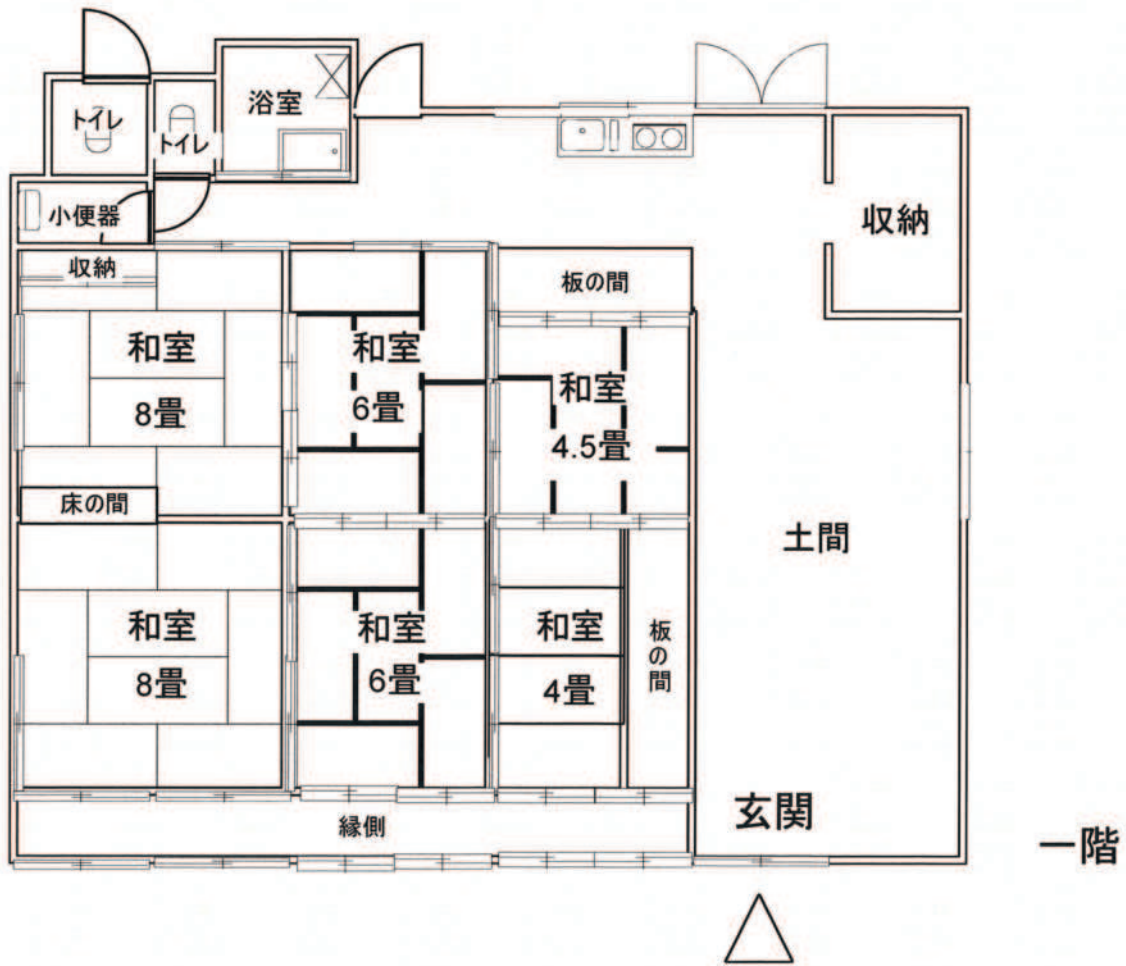 浴室
トイレ
トイレ
小便器
収納
収納
板の間
和室
8畳
和室
6畳
和室
4.5畳
床の間
土間
和室
8畳
和室
6畳
和室
4畳
板の間
玄関
縁側
一階